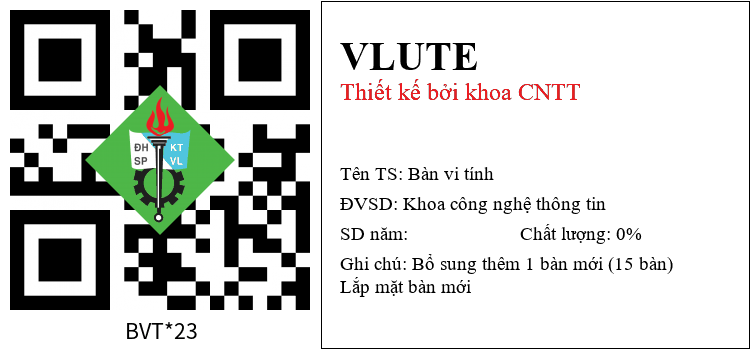 ĐH KT
SP VL
BVT*23
VLUTE
Thiết kế bởi khoa CNTT
Tên TS: Bàn vi tính
ĐVSD: Khoa công nghệ thông tin
SD năm: Chất lượng: 0%
Ghi chú: Bổ sung thêm 1 bàn mới (15 bàn)
Lắp mặt bàn mới